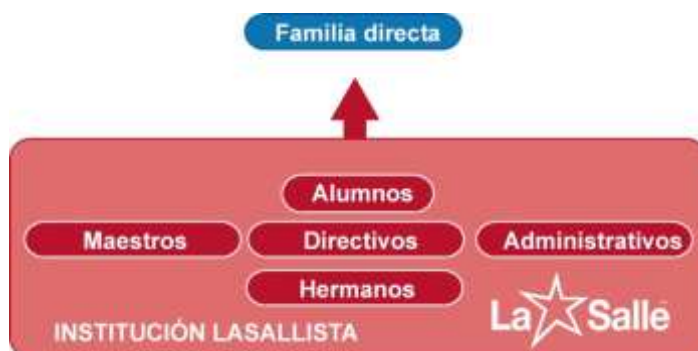 Familia directa
Alumnos
Maestros Directivos Administrativos
Hermanos
INSTITUCIÓN LASALLISTA
La Salle